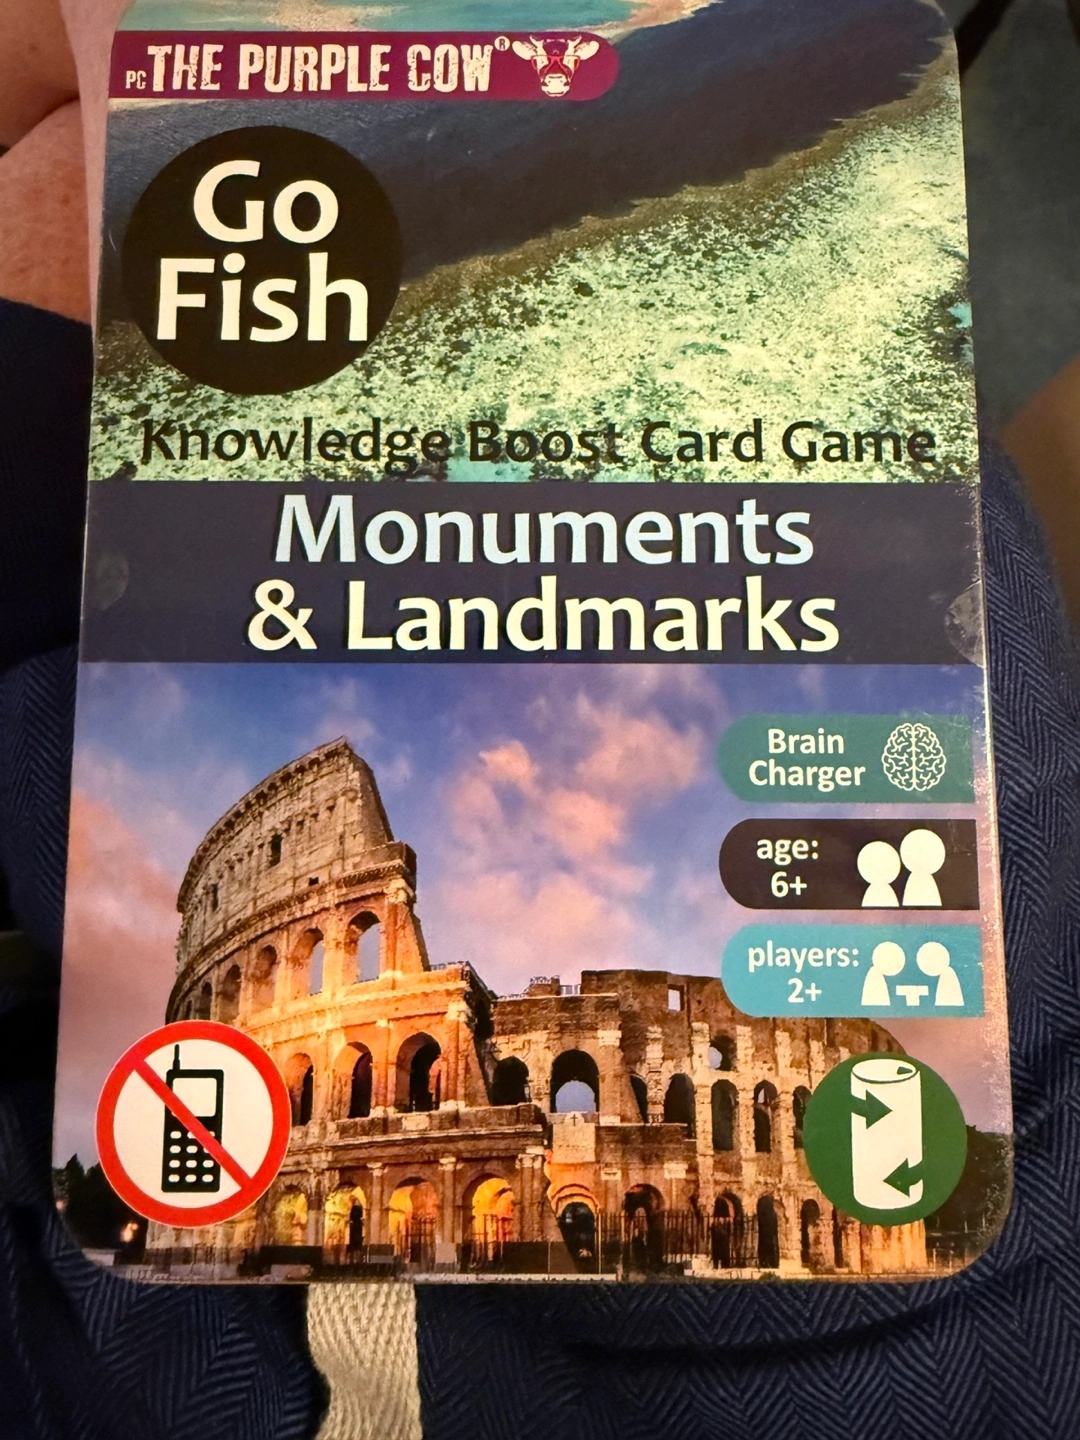 PC THE PURPLE COW®
Go
Fish
Knowledge Boost Card Game
Monuments
& Landmarks
Brain
Charger
age:
6+
players:
2+